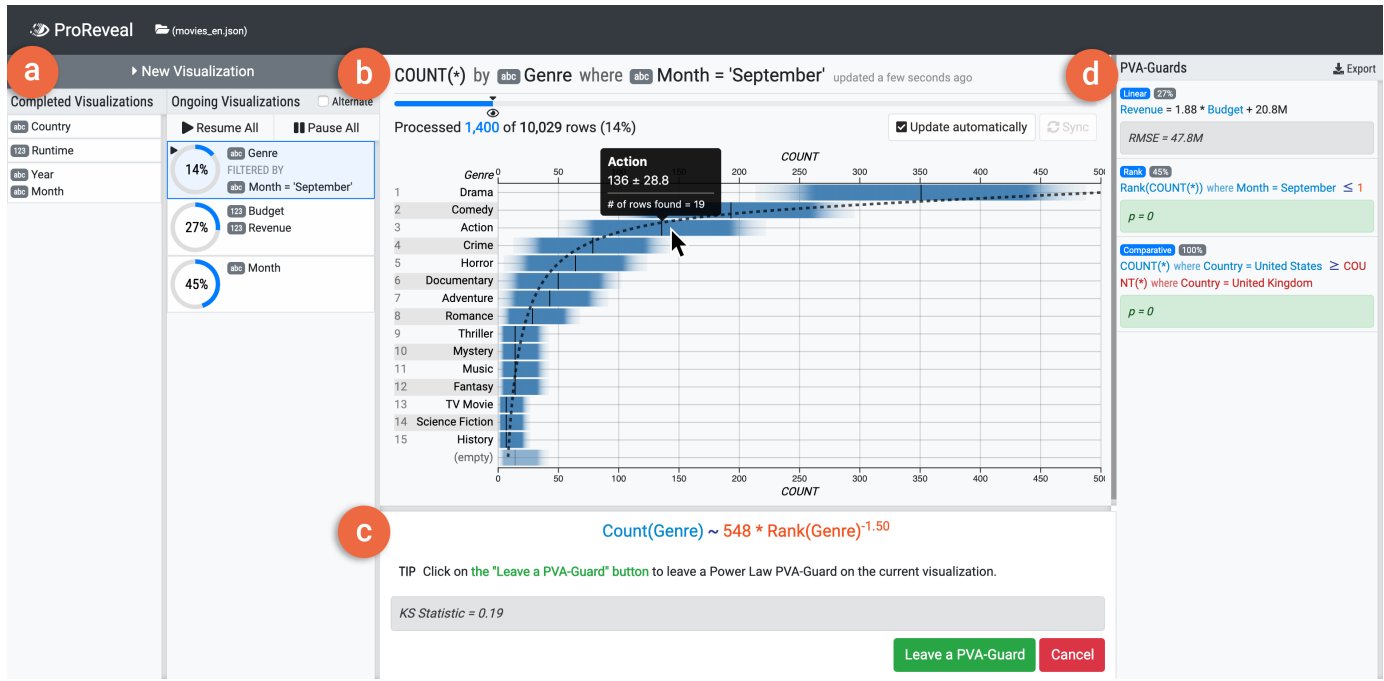 ProReveal (movies_en.json)
a
New Visualization
Completed Visualizations
abc Country
123 Runtime
abc Year
abc Month
Ongoing Visualizations Alternate
Resume All Pause All
14%
abc Genre
FILTERED BY
abc Month = 'September'
27%
123 Budget
123 Revenue
45%
abc Month
b
COUNT(*) by abc Genre where abc Month = 'September' updated a few seconds ago
Processed 1,400 of 10,029 rows (14%)
Update automatically Sync
COUNT
Genre 0 50 100 150 200 250 300 350 400 450 50
Action
136 ± 28.8
# of rows found = 19
1 Drama
2 Comedy
3 Action
4 Crime
5 Horror
6 Documentary
7 Adventure
8 Romance
9 Thriller
10 Mystery
11 Music
12 Fantasy
13 TV Movie
14 Science Fiction
15 History
(empty)
0 50 100 150 200 250 300 350 400 450 50
COUNT
c
Count(Genre) ~ 548 * Rank(Genre)-1.50
TIP Click on the "Leave a PVA-Guard" button to leave a Power Law PVA-Guard on the current visualization.
KS Statistic = 0.19
Leave a PVA-Guard Cancel
d
PVA-Guards Export
Linear 27%
Revenue = 1.88 * Budget + 20.8M
RMSE = 47.8M
Rank 45%
Rank(COUNT(*)) where Month = September ≤ 1
p = 0
Comparative 100%
COUNT(*) where Country = United States ≥ COU
NT(*) where Country = United Kingdom
p = 0